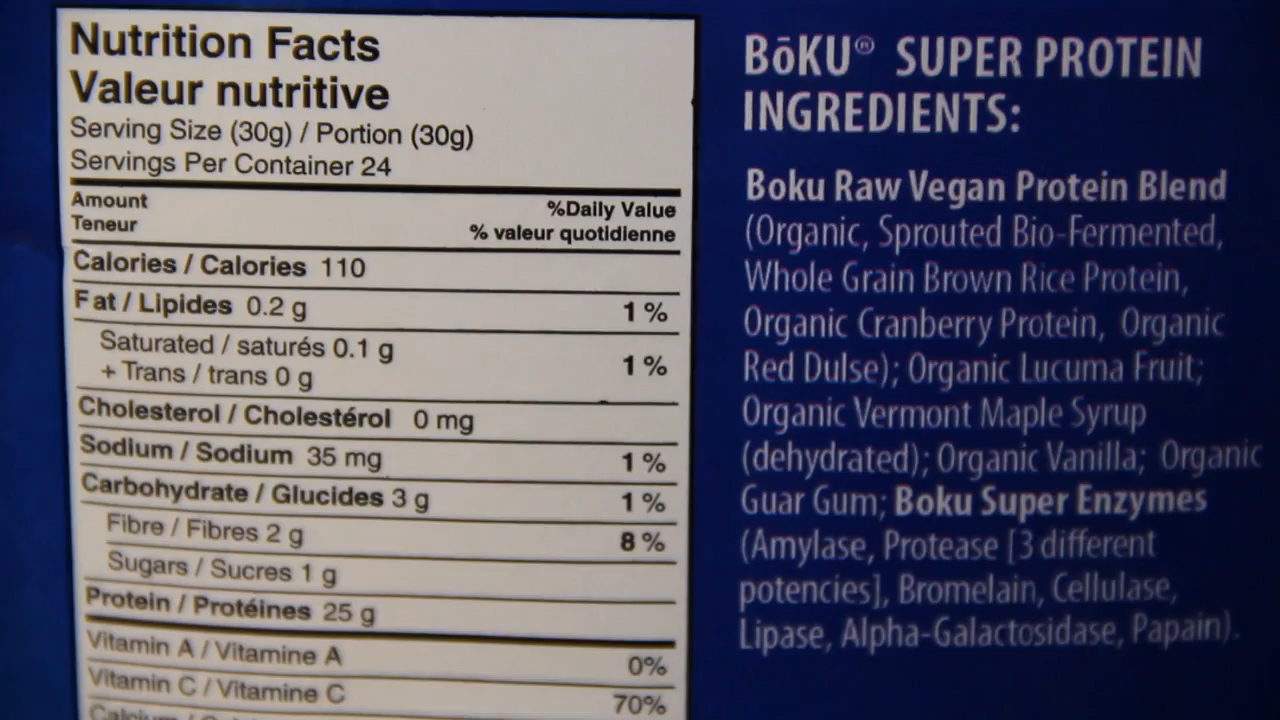 Nutrition Facts
Valeur nutritive
Serving Size (30g) / Portion (30g)
Servings Per Container 24
Amount
Teneur
%Daily Value
% valeur quotidienne
Calories / Calories 110
Fat / Lipides 0.2 g 1 %
Saturated / saturés 0.1 g
+ Trans / trans 0 g
1 %
Cholesterol / Cholestérol 0 mg
Sodium / Sodium 35 mg 1 %
Carbohydrate / Glucides 3 g 1 %
Fibre / Fibres 2 g 8 %
Sugars / Sucres 1 g
Protein / Protéines 25 g
Vitamin A / Vitamine A 0%
Vitamin C / Vitamine C 70%
Calcium /
BōKU® SUPER PROTEIN
INGREDIENTS:
Boku Raw Vegan Protein Blend
(Organic, Sprouted Bio-Fermented,
Whole Grain Brown Rice Protein,
Organic Cranberry Protein, Organic
Red Dulse); Organic Lucuma Fruit;
Organic Vermont Maple Syrup
(dehydrated); Organic Vanilla; Organic
Guar Gum; Boku Super Enzymes
(Amylase, Protease [3 different
potencies], Bromelain, Cellulase,
Lipase, Alpha-Galactosidase, Papain).